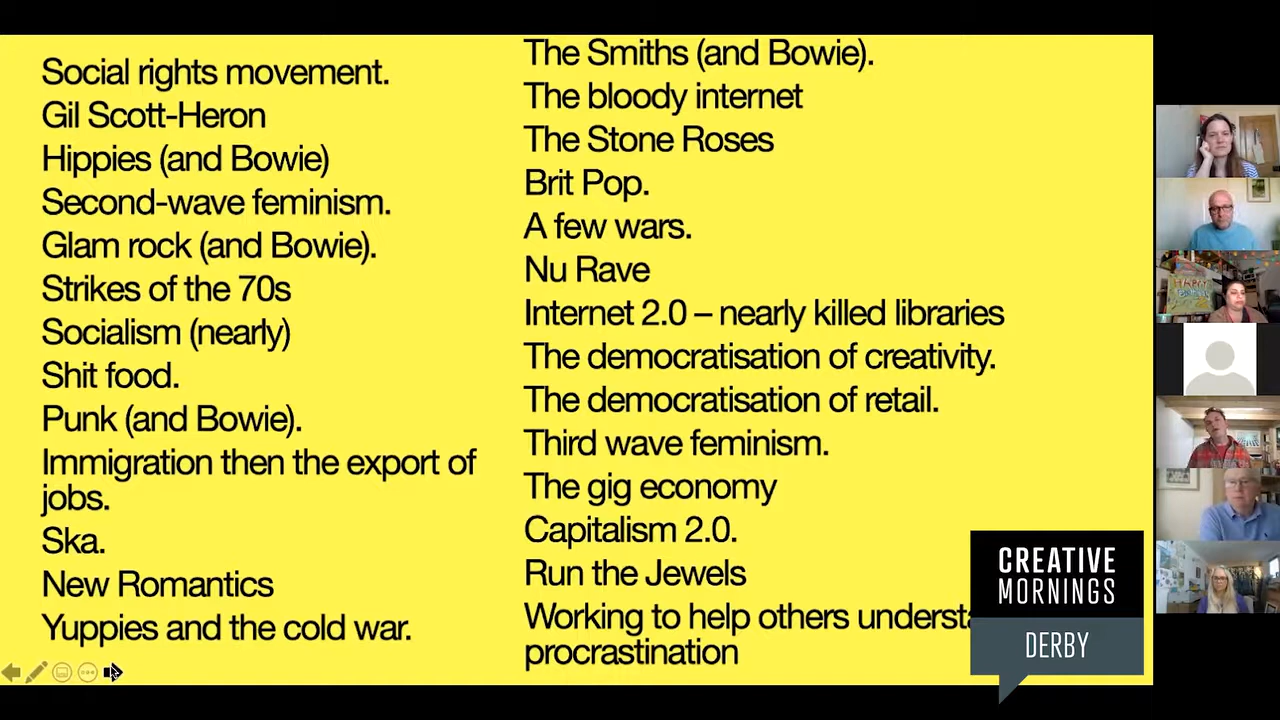 Social rights movement.
Gil Scott-Heron
Hippies (and Bowie)
Second-wave feminism.
Glam rock (and Bowie).
Strikes of the 70s
Socialism (nearly)
Shit food.
Punk (and Bowie).
Immigration then the export of
jobs.
Ska.
New Romantics
Yuppies and the cold war.
The Smiths (and Bowie).
The bloody internet
The Stone Roses
Brit Pop.
A few wars.
Nu Rave
Internet 2.0 – nearly killed libraries
The democratisation of creativity.
The democratisation of retail.
Third wave feminism.
The gig economy
Capitalism 2.0.
Run the Jewels
Working to help others understa
procrastination
CREATIVE
MORNINGS
DERBY